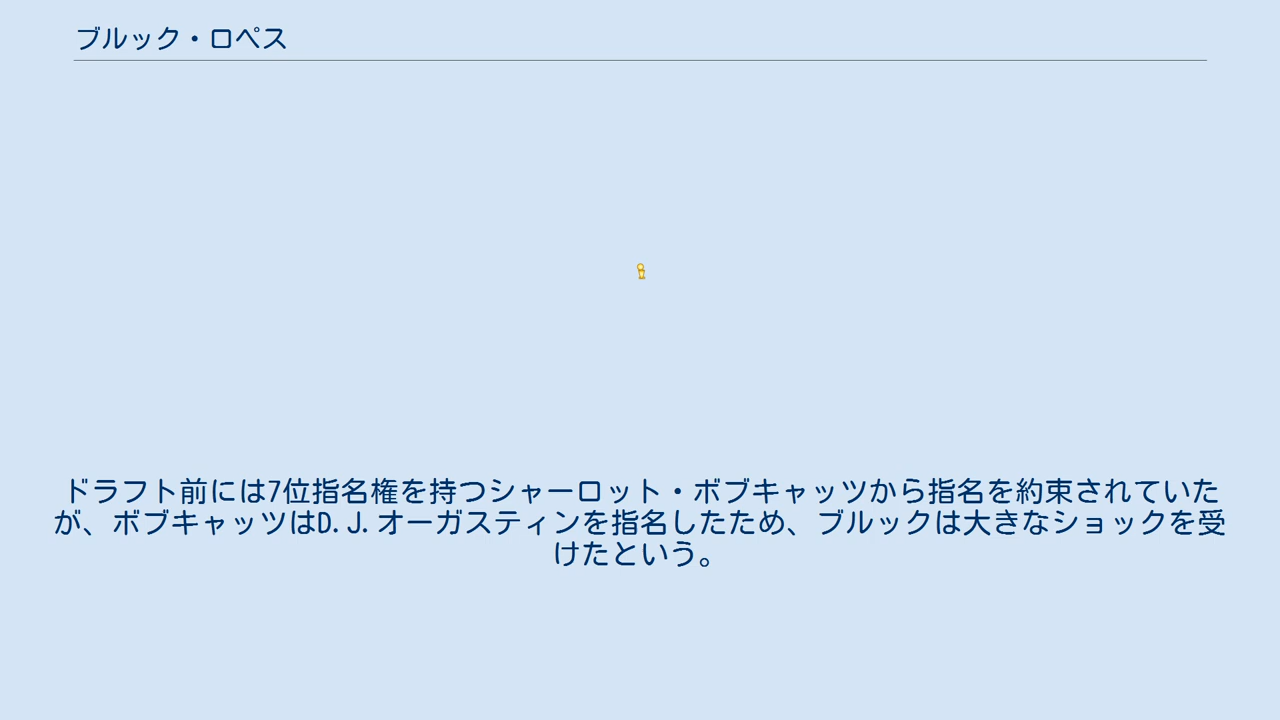 ブルック・ロペス
ドラフト前には7位指名権を持つシャーロット・ボブキャッツから指名を約束されていた
が、ボブキャッツはD.J.オーガスティンを指名したため、ブルックは大きなショックを受
けたという。